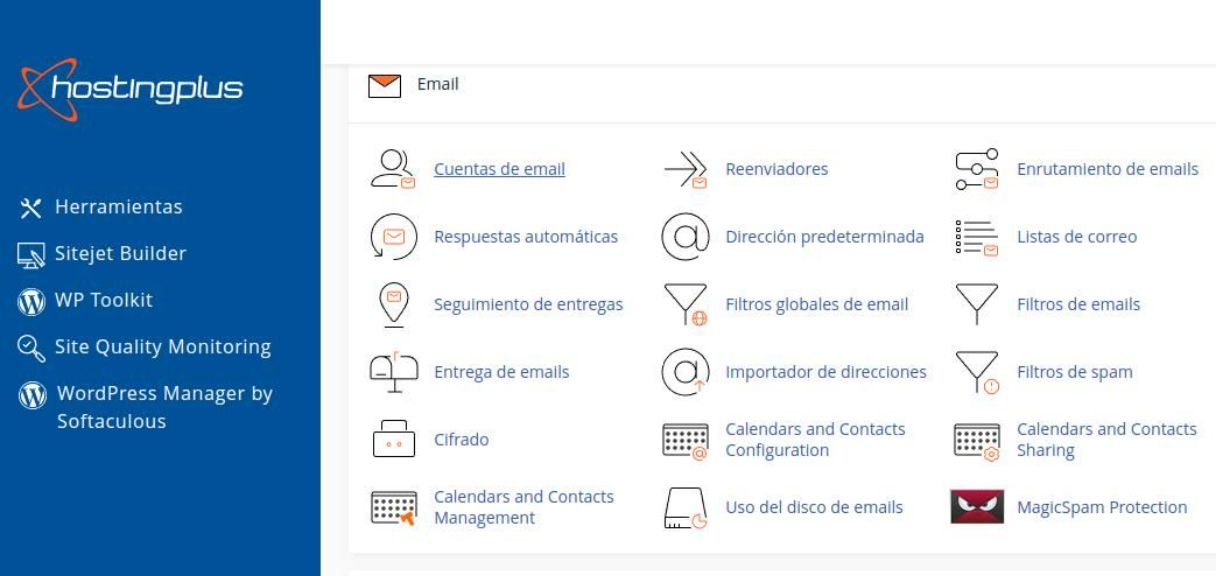 hostingplus
Herramientas
Sitejet Builder
WP Toolkit
Site Quality Monitoring
WordPress Manager by
Softaculous
Email
Cuentas de email
Reenviadores
Enrutamiento de emails
Respuestas automáticas
Dirección predeterminada
Listas de correo
Seguimiento de entregas
Filtros globales de email
Filtros de emails
Entrega de emails
Importador de direcciones
Filtros de spam
Cifrado
Calendars and Contacts
Configuration
Calendars and Contacts
Sharing
Calendars and Contacts
Management
Uso del disco de emails
MagicSpam Protection